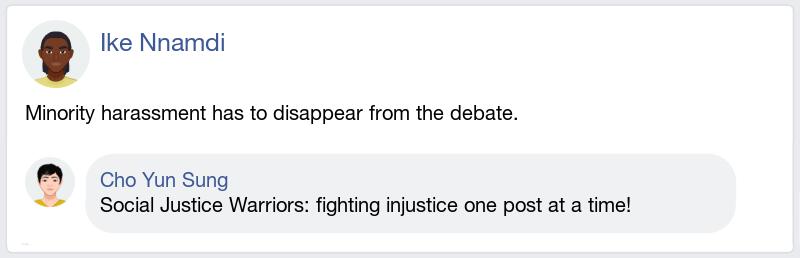 Ike Nnamdi
Minority harassment has to disappear from the debate.
Cho Yun Sung
Social Justice Warriors: fighting injustice one post at a time!